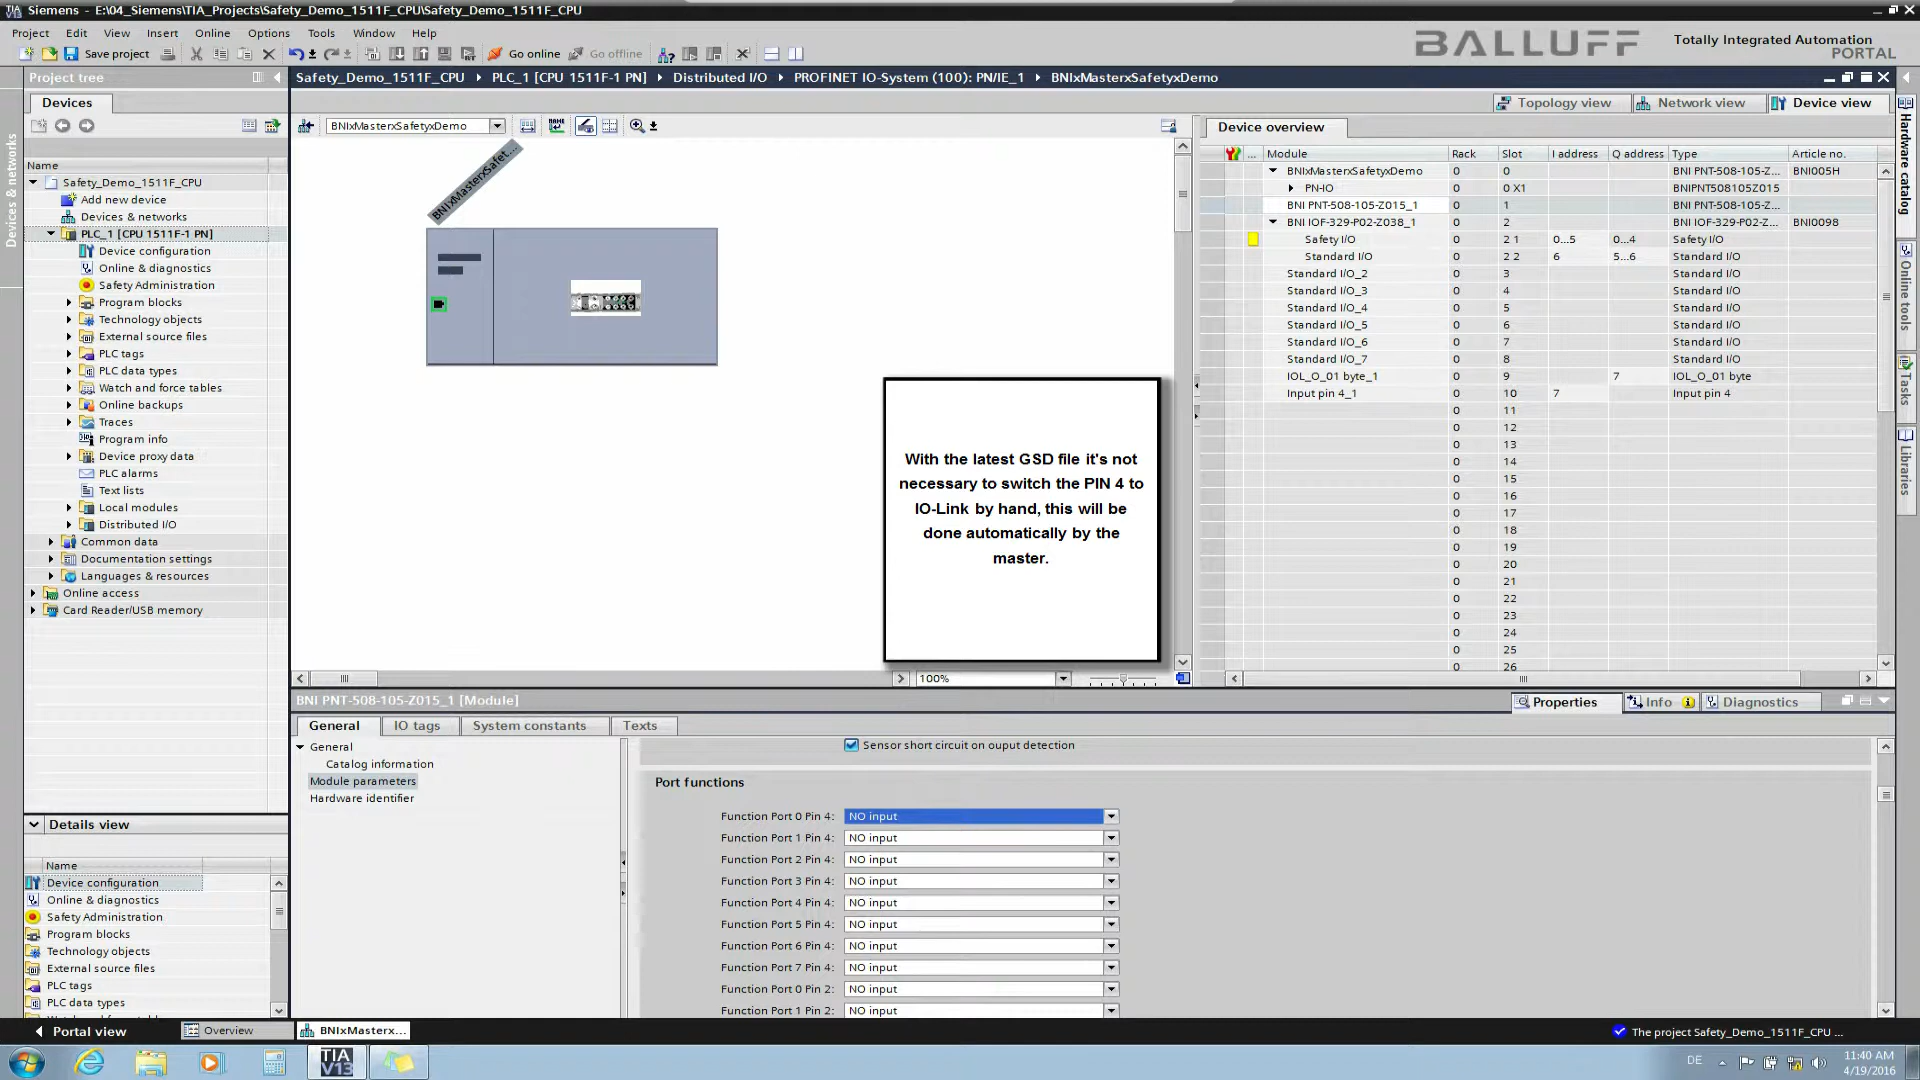 Siemens - E:\04_Siemens\TIA_Projects\Safety_Demo_1511F_CPU\Safety_Demo_1511F_CPU
Project Edit View Insert Online Options Tools Window Help
BALLUFF
Totally Integrated Automation
PORTAL
Save project
Go online
Go offline
Project tree
Safety_Demo_1511F_CPU PLC_1 [CPU 1511F-1 PN] Distributed I/O PROFINET IO-System (100): PN/IE_1 BNIxMasterxSafetyxDemo
Devices
Topology view
Network view
Device view
BNIxMasterxSafetyxDemo
Device overview
Devices & networks
Name
Safety_Demo_1511F_CPU
Add new device
Devices & networks
PLC_1 [CPU 1511F-1 PN]
Device configuration
Online & diagnostics
Safety Administration
Program blocks
Technology objects
External source files
PLC tags
PLC data types
Watch and force tables
Online backups
Traces
Program info
Device proxy data
PLC alarms
Text lists
Local modules
Distributed I/O
Common data
Documentation settings
Languages & resources
Online access
Card Reader/USB memory
BNIxMasterxSafet...
With the latest GSD file it's not
necessary to switch the PIN 4 to
IO-Link by hand, this will be
done automatically by the
master.
100%
... Module Rack Slot I address Q address Type Article no.
BNIxMasterxSafetyxDemo 0 0 BNI PNT-508-105-Z... BNI005H
PN-IO 0 0 X1 BNIPNT508105Z015
BNI PNT-508-105-Z015_1 0 1 BNI PNT-508-105-Z...
BNI IOF-329-P02-Z038_1 0 2 BNI IOF-329-P02-Z... BNI0098
Safety I/O 0 2 1 0...5 0...4 Safety I/O
Standard I/O 0 2 2 6 5...6 Standard I/O
Standard I/O_2 0 3 Standard I/O
Standard I/O_3 0 4 Standard I/O
Standard I/O_4 0 5 Standard I/O
Standard I/O_5 0 6 Standard I/O
Standard I/O_6 0 7 Standard I/O
Standard I/O_7 0 8 Standard I/O
IOL_O_01 byte_1 0 9 7 IOL_O_01 byte
Input pin 4_1 0 10 7 Input pin 4
0 11
0 12
0 13
0 14
0 15
0 16
0 17
0 18
0 19
0 20
0 21
0 22
0 23
0 24
0 25
0 26
Hardware catalog
Online tools
Tasks
Libraries
BNI PNT-508-105-Z015_1 [Module]
Properties
Info
Diagnostics
General IO tags System constants Texts
General
Catalog information
Module parameters
Hardware identifier
Sensor short circuit on ouput detection
Port functions
Function Port 0 Pin 4: NO input
Function Port 1 Pin 4: NO input
Function Port 2 Pin 4: NO input
Function Port 3 Pin 4: NO input
Function Port 4 Pin 4: NO input
Function Port 5 Pin 4: NO input
Function Port 6 Pin 4: NO input
Function Port 7 Pin 4: NO input
Function Port 0 Pin 2: NO input
Function Port 1 Pin 2: NO input
Details view
Name
Device configuration
Online & diagnostics
Safety Administration
Program blocks
Technology objects
External source files
PLC tags
PLC data types
Portal view
Overview
BNIxMasterx...
The project Safety_Demo_1511F_CPU ...
TIA
V13
DE
11:40 AM
4/19/2016